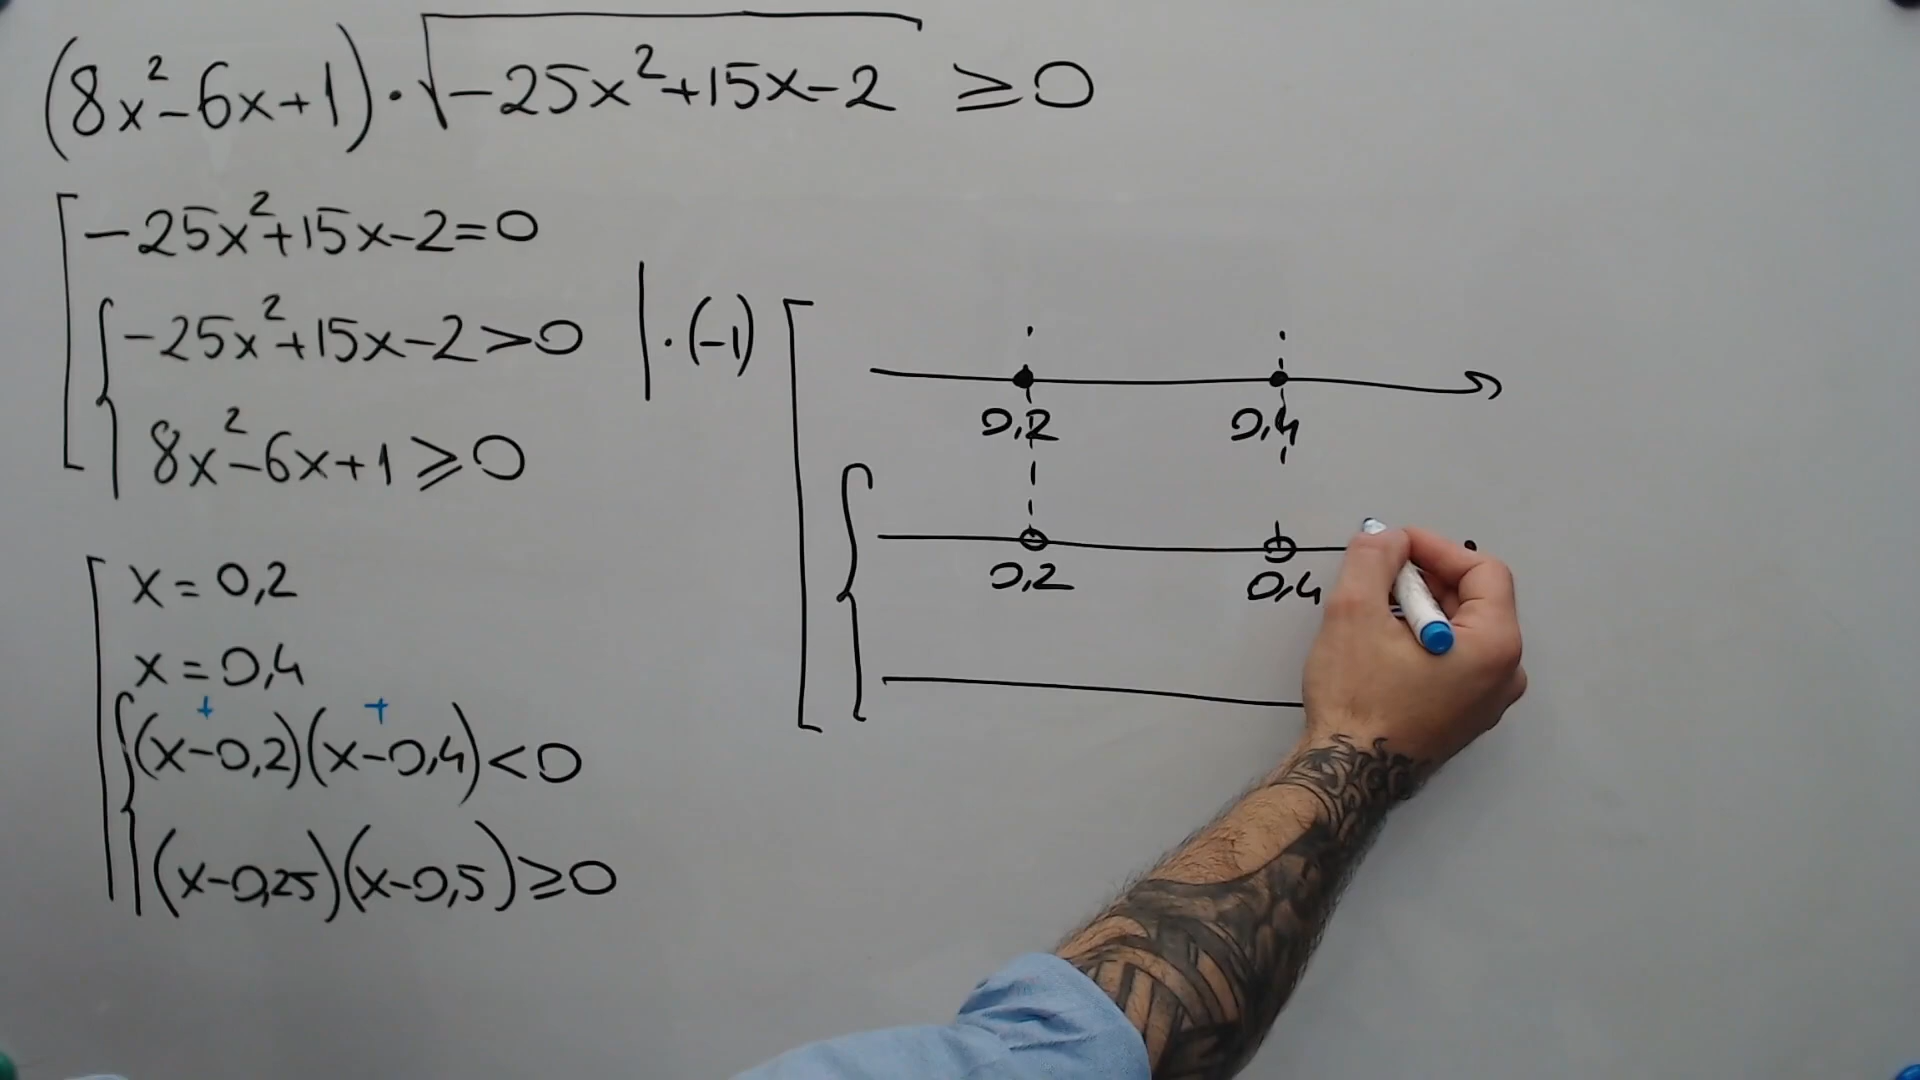 (8x²-6x+1)·√-25x²+15x-2 ≥0
-25x²+15x-2=0
-25x²+15x-2>0 |·(-1)
8x²-6x+1≥0
x=0,2
x=0,4
+ +
(x-0,2)(x-0,4)<0
(x-0,25)(x-0,5)≥0
0,2 0,4
0,2 0,4